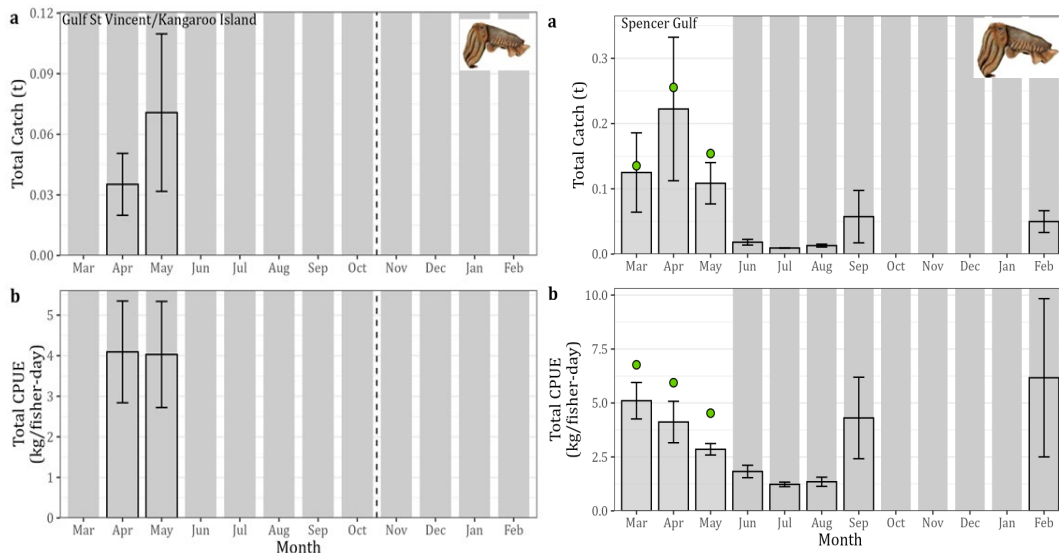 a
Gulf St Vincent/Kangaroo Island
Total Catch (t)
0.12
0.09
0.06
0.03
0.00
Mar Apr May Jun Jul Aug Sep Oct Nov Dec Jan Feb
b
Total CPUE
(kg/fisher-day)
5
4
3
2
1
0
Mar Apr May Jun Jul Aug Sep Oct Nov Dec Jan Feb
Month
a
Spencer Gulf
Total Catch (t)
0.3
0.2
0.1
0.0
Mar Apr May Jun Jul Aug Sep Oct Nov Dec Jan Feb
b
Total CPUE
(kg/fisher-day)
10.0
7.5
5.0
2.5
0.0
Mar Apr May Jun Jul Aug Sep Oct Nov Dec Jan Feb
Month